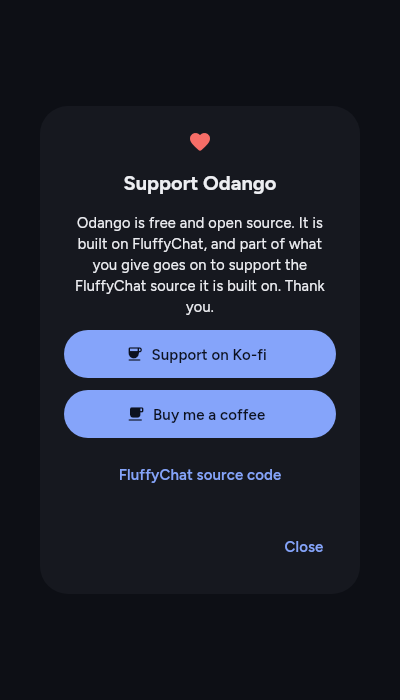 Support Odango
Odango is free and open source. It is
built on FluffyChat, and part of what
you give goes on to support the
FluffyChat source it is built on. Thank
you.
Support on Ko-fi
Buy me a coffee
FluffyChat source code
Close